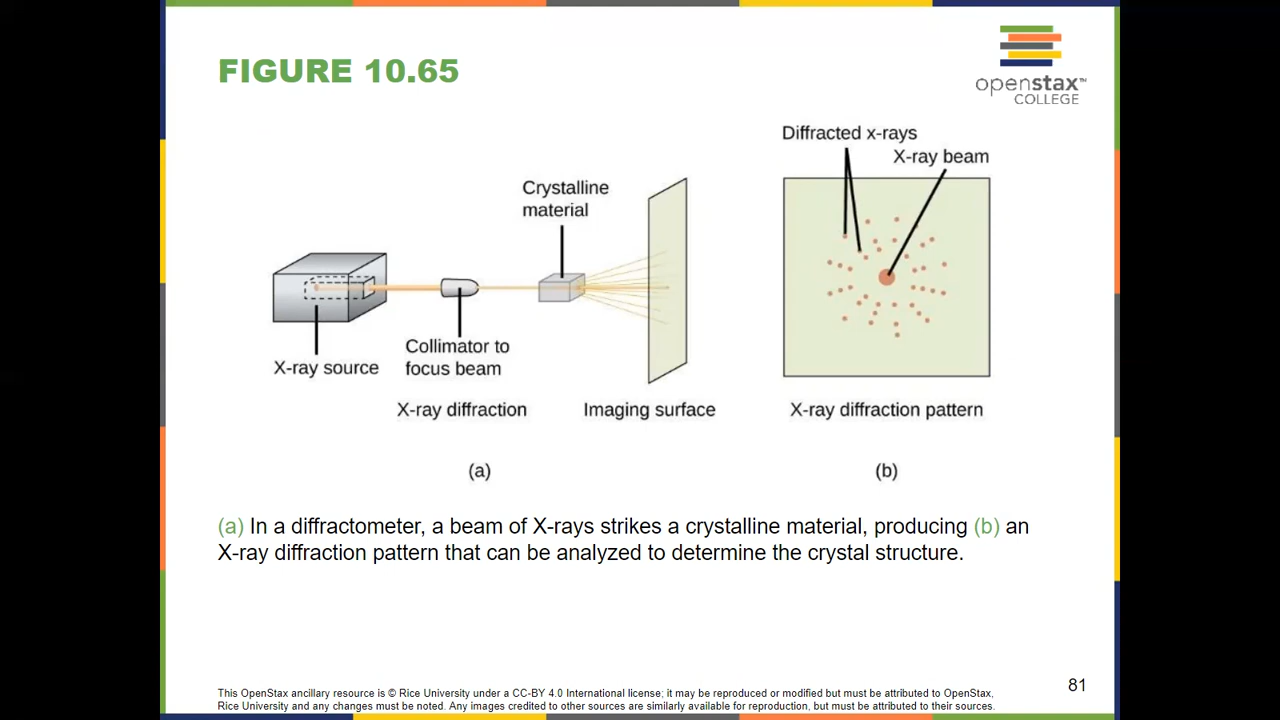 FIGURE 10.65
openstax™
COLLEGE
Diffracted x-rays
X-ray beam
Crystalline
material
X-ray source
Collimator to
focus beam
X-ray diffraction
Imaging surface
X-ray diffraction pattern
(a)
(b)
(a) In a diffractometer, a beam of X-rays strikes a crystalline material, producing (b) an
X-ray diffraction pattern that can be analyzed to determine the crystal structure.
81
This OpenStax ancillary resource is © Rice University under a CC-BY 4.0 International license; it may be reproduced or modified but must be attributed to OpenStax,
Rice University and any changes must be noted. Any images credited to other sources are similarly available for reproduction, but must be attributed to their sources.